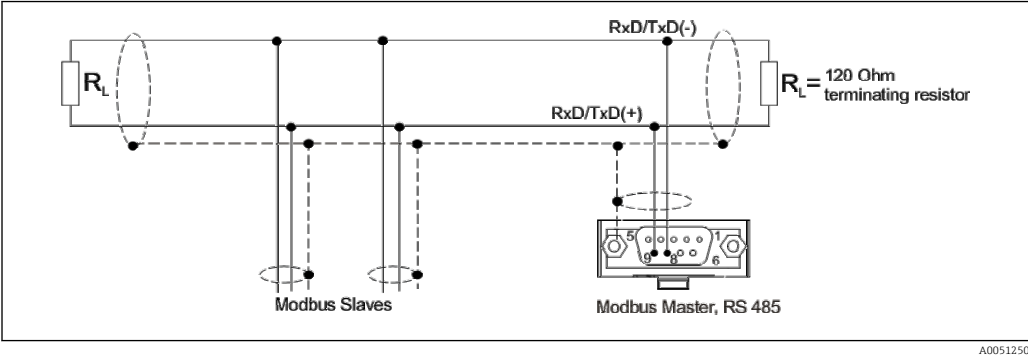 RxD/TxD(-)
RL
RL= 120 Ohm
terminating resistor
RxD/TxD(+)
5
1
9
8
6
Modbus Slaves
Modbus Master, RS 485
A0051250